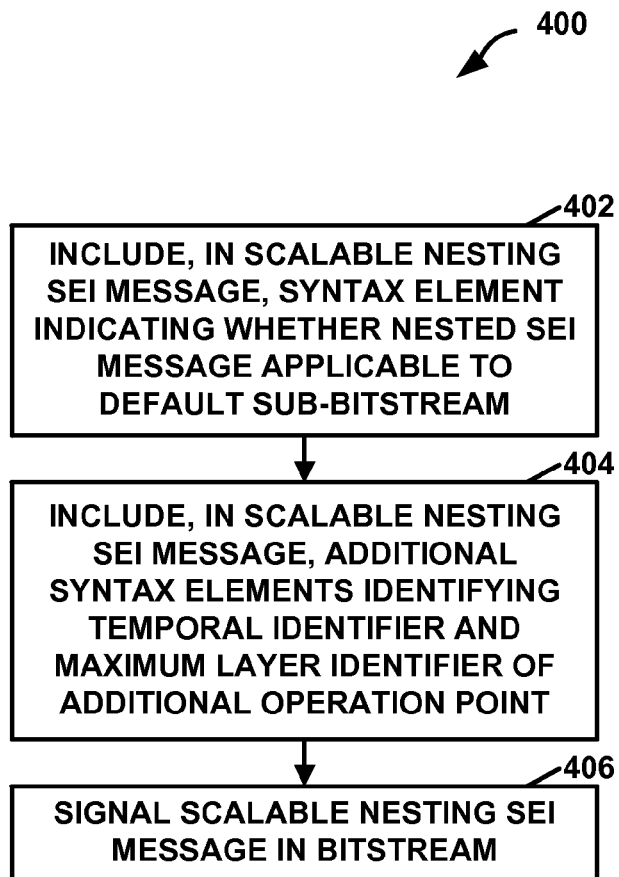 400
402
INCLUDE, IN SCALABLE NESTING
SEI MESSAGE, SYNTAX ELEMENT
INDICATING WHETHER NESTED SEI
MESSAGE APPLICABLE TO
DEFAULT SUB-BITSTREAM
404
INCLUDE, IN SCALABLE NESTING
SEI MESSAGE, ADDITIONAL
SYNTAX ELEMENTS IDENTIFYING
TEMPORAL IDENTIFIER AND
MAXIMUM LAYER IDENTIFIER OF
ADDITIONAL OPERATION POINT
406
SIGNAL SCALABLE NESTING SEI
MESSAGE IN BITSTREAM